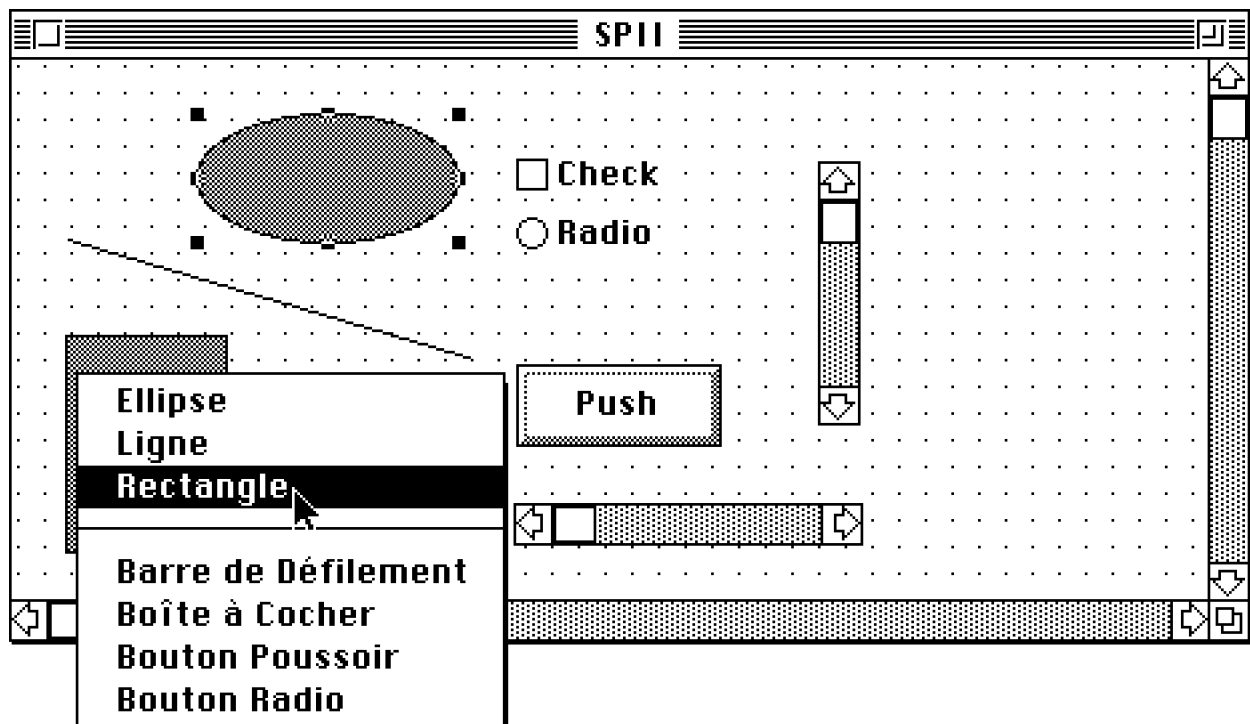 SPII
Check
Radio
Push
Ellipse
Ligne
Rectangle
Barre de Défilement
Boîte à Cocher
Bouton Poussoir
Bouton Radio